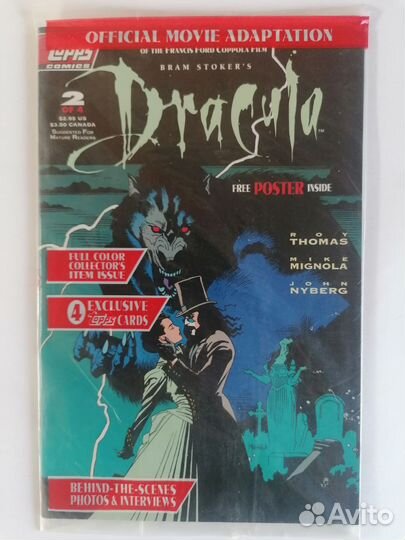 OFFICIAL MOVIE ADAPTATION
OF THE FRANCIS FORD COPPOLA FILM
TOPPS
COMICS
BRAM STOKER'S
Dracula
TM
2
OF 4
$2.95 US
$3.50 CANADA
SUGGESTED FOR
MATURE READERS
FREE POSTER INSIDE
ROY
THOMAS
MIKE
MIGNOLA
JOHN
NYBERG
FULL COLOR
COLLECTOR'S
ITEM ISSUE
4 EXCLUSIVE
Topps CARDS
BEHIND-THE-SCENES
PHOTOS & INTERVIEWS
Avito